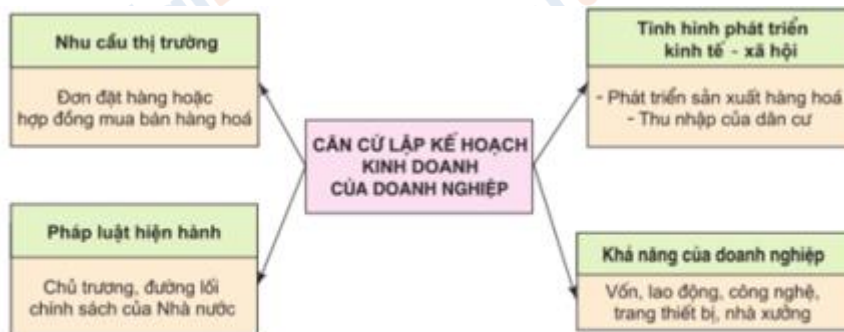 Nhu cầu thị trường
Đơn đặt hàng hoặc
hợp đồng mua bán hàng hoá
Tình hình phát triển
kinh tế - xã hội
- Phát triển sản xuất hàng hoá
- Thu nhập của dân cư
CĂN CỨ LẬP KẾ HOẠCH
KINH DOANH
CỦA DOANH NGHIỆP
Pháp luật hiện hành
Chủ trương, đường lối
chính sách của Nhà nước
Khả năng của doanh nghiệp
Vốn, lao động, công nghệ,
trang thiết bị, nhà xưởng